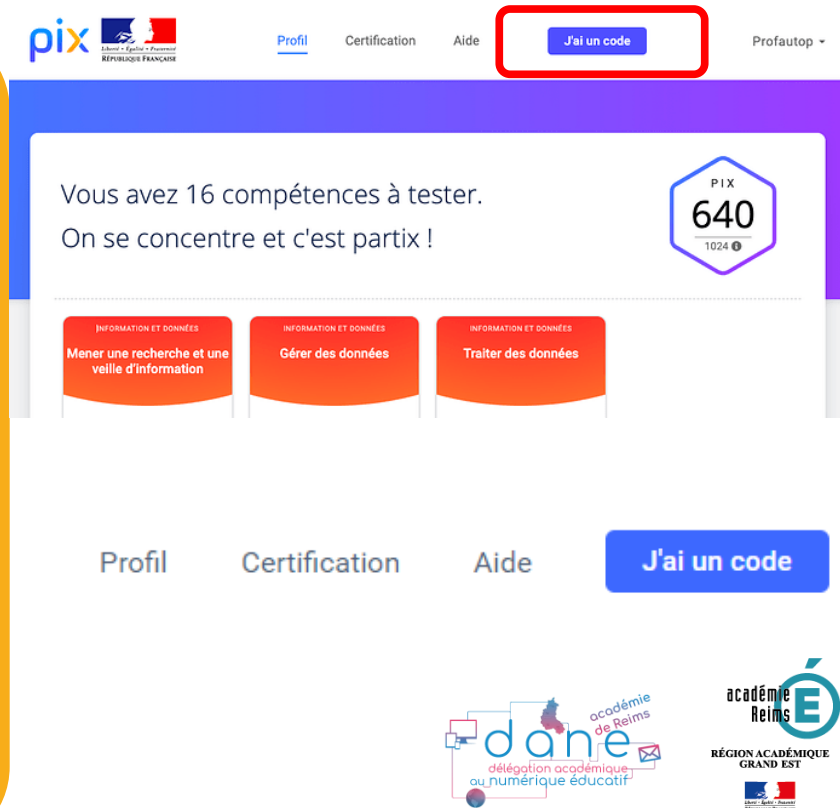 pix
Liberté • Égalité • Fraternité
RÉPUBLIQUE FRANÇAISE
Profil
Certification
Aide
J'ai un code
Profautop
Vous avez 16 compétences à tester.
On se concentre et c'est partix !
PIX
640
1024
INFORMATION ET DONNÉES
Mener une recherche et une
veille d'information
INFORMATION ET DONNÉES
Gérer des données
INFORMATION ET DONNÉES
Traiter des données
Profil
Certification
Aide
J'ai un code
dane
académie
de Reims
délégation académique
au numérique éducatif
académie
Reims
É
RÉGION ACADÉMIQUE
GRAND EST